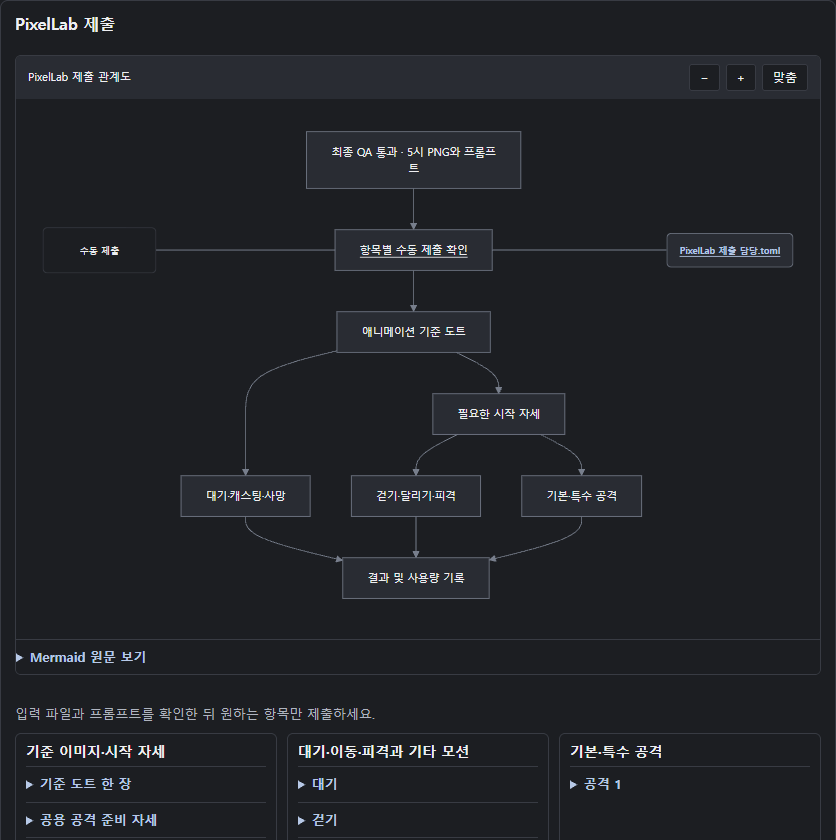 PixelLab 제출
PixelLab 제출 관계도
−
+
맞춤
최종 QA 통과 · 5시 PNG와 프롬프
트
수동 제출
항목별 수동 제출 확인
PixelLab 제출 담당.toml
애니메이션 기준 도트
필요한 시작 자세
대기·캐스팅·사망
걷기·달리기·피격
기본·특수 공격
결과 및 사용량 기록
Mermaid 원문 보기
입력 파일과 프롬프트를 확인한 뒤 원하는 항목만 제출하세요.
기준 이미지·시작 자세
기준 도트 한 장
공용 공격 준비 자세
대기·이동·피격과 기타 모션
대기
걷기
기본·특수 공격
공격 1